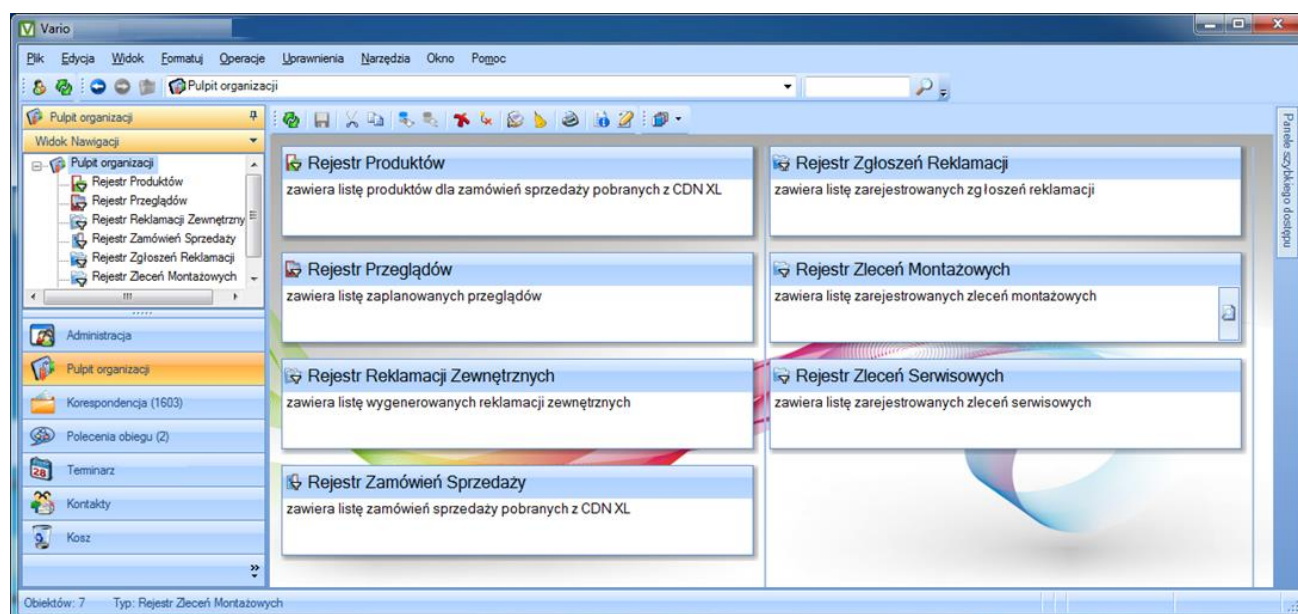 Vario
Plik Edycja Widok Formatuj Operacje Uprawnienia Narzędzia Okno Pomoc
Pulpit organizacji
Pulpit organizacji
Widok Nawigacji
Pulpit organizacji
Rejestr Produktów
Rejestr Przeglądów
Rejestr Reklamacji Zewnętrzny
Rejestr Zamówień Sprzedaży
Rejestr Zgłoszeń Reklamacji
Rejestr Zleceń Montażowych
Administracja
Pulpit organizacji
Korespondencja (1603)
Polecenia obiegu (2)
28
Terminarz
Kontakty
Kosz
Rejestr Produktów
zawiera listę produktów dla zamówień sprzedaży pobranych z CDN XL
Rejestr Przeglądów
zawiera listę zaplanowanych przeglądów
Rejestr Reklamacji Zewnętrznych
zawiera listę wygenerowanych reklamacji zewnętrznych
Rejestr Zamówień Sprzedaży
zawiera listę zamówień sprzedaży pobranych z CDN XL
Rejestr Zgłoszeń Reklamacji
zawiera listę zarejestrowanych zgłoszeń reklamacji
Rejestr Zleceń Montażowych
zawiera listę zarejestrowanych zleceń montażowych
Rejestr Zleceń Serwisowych
zawiera listę zarejestrowanych zleceń serwisowych
Panele szybkiego dostępu
Obiektów: 7 Typ: Rejestr Zleceń Montażowych